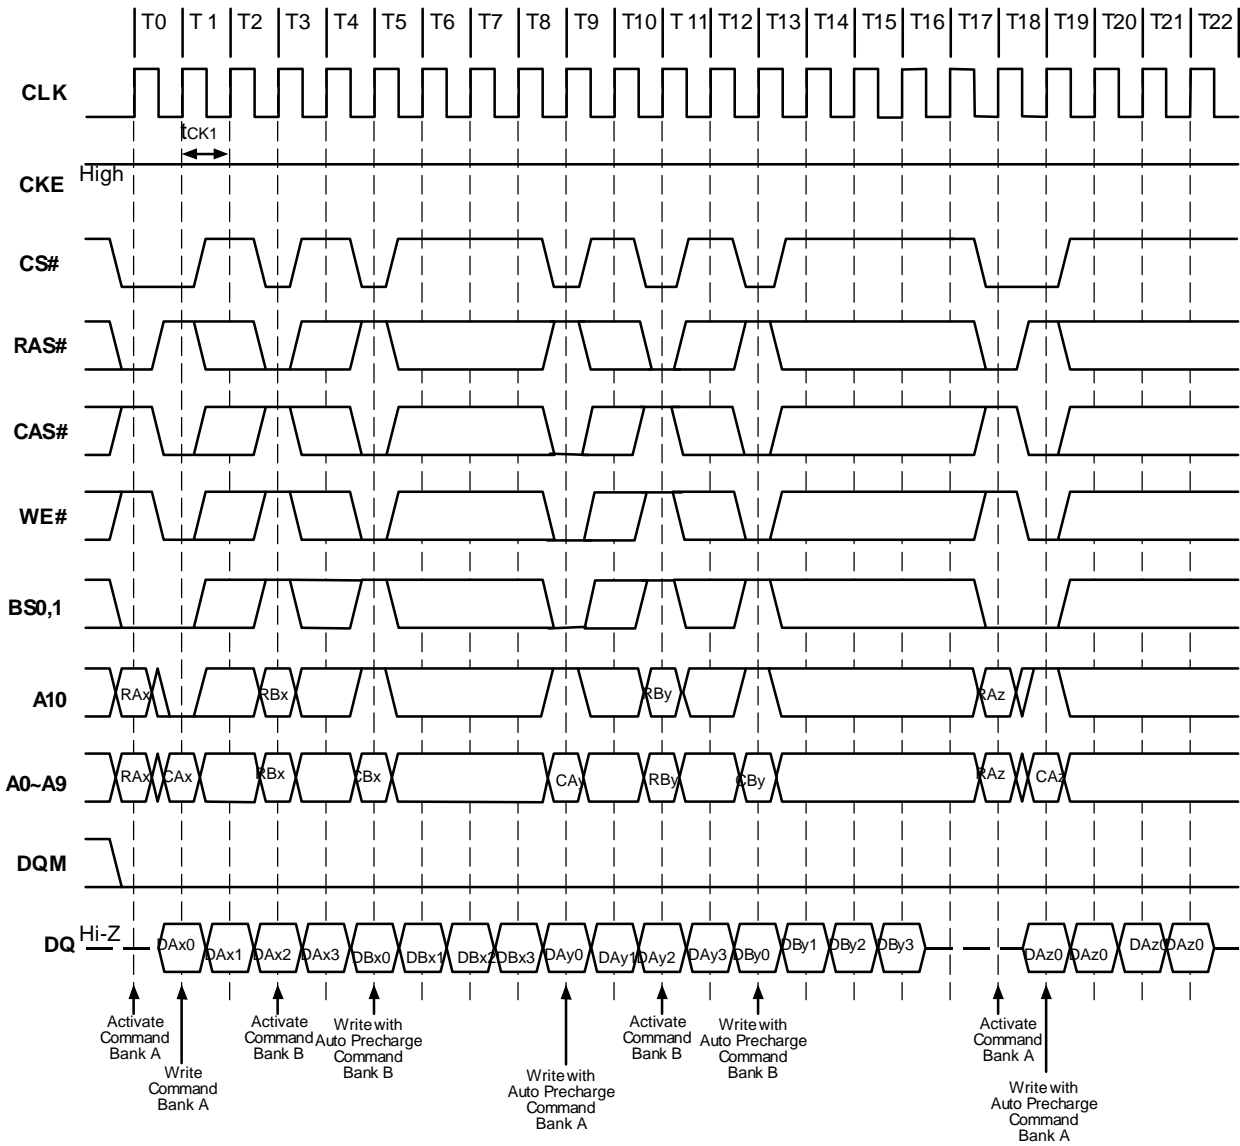 T0 T 1 T2 T3 T4 T5 T6 T7 T8 T9 T10 T 11 T12 T13 T14 T15 T16 T17 T18 T19 T20 T21 T22
CLK
tCK1
High
CKE
CS#
RAS#
CAS#
WE#
BS0,1
A10 RAx RBx RBy RAz
A0~A9 RAx CAx RBx CBx CAy RBy CBy RAz CAz
DQM
DQ Hi-Z DAx0 DAx1 DAx2 DAx3 DBx0 DBx1 DBx2 DBx3 DAy0 DAy1 DAy2 DAy3 DBy0 DBy1 DBy2 DBy3 DAz0 DAz0 DAz0 DAz0
Activate
Command
Bank A
Write
Command
Bank A
Activate
Command
Bank B
Write with
Auto Precharge
Command
Bank B
Write with
Auto Precharge
Command
Bank A
Activate
Command
Bank B
Write with
Auto Precharge
Command
Bank B
Activate
Command
Bank A
Write with
Auto Precharge
Command
Bank A